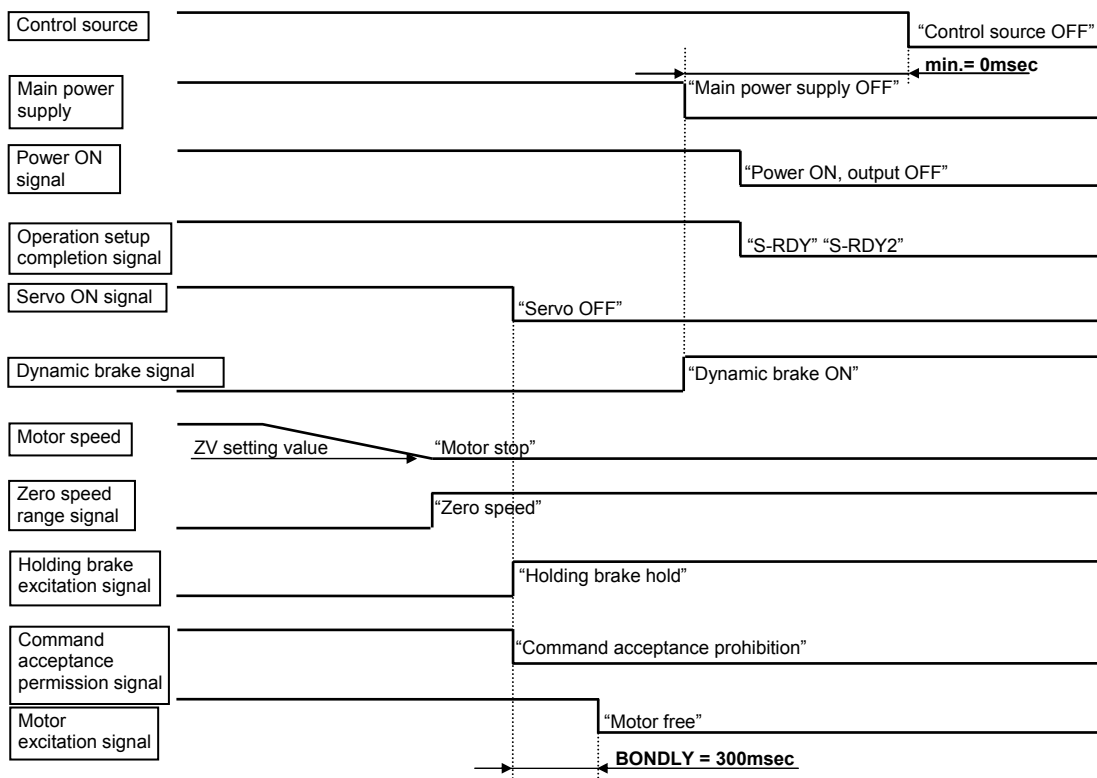 Control source
“Control source OFF”
min.= 0msec
Main power
supply
“Main power supply OFF”
Power ON
signal
“Power ON, output OFF”
Operation setup
completion signal
“S-RDY” “S-RDY2”
Servo ON signal
“Servo OFF”
Dynamic brake signal
“Dynamic brake ON”
Motor speed
ZV setting value
“Motor stop”
Zero speed
range signal
“Zero speed”
Holding brake
excitation signal
“Holding brake hold”
Command
acceptance
permission signal
“Command acceptance prohibition”
Motor
excitation signal
“Motor free”
BONDLY = 300msec